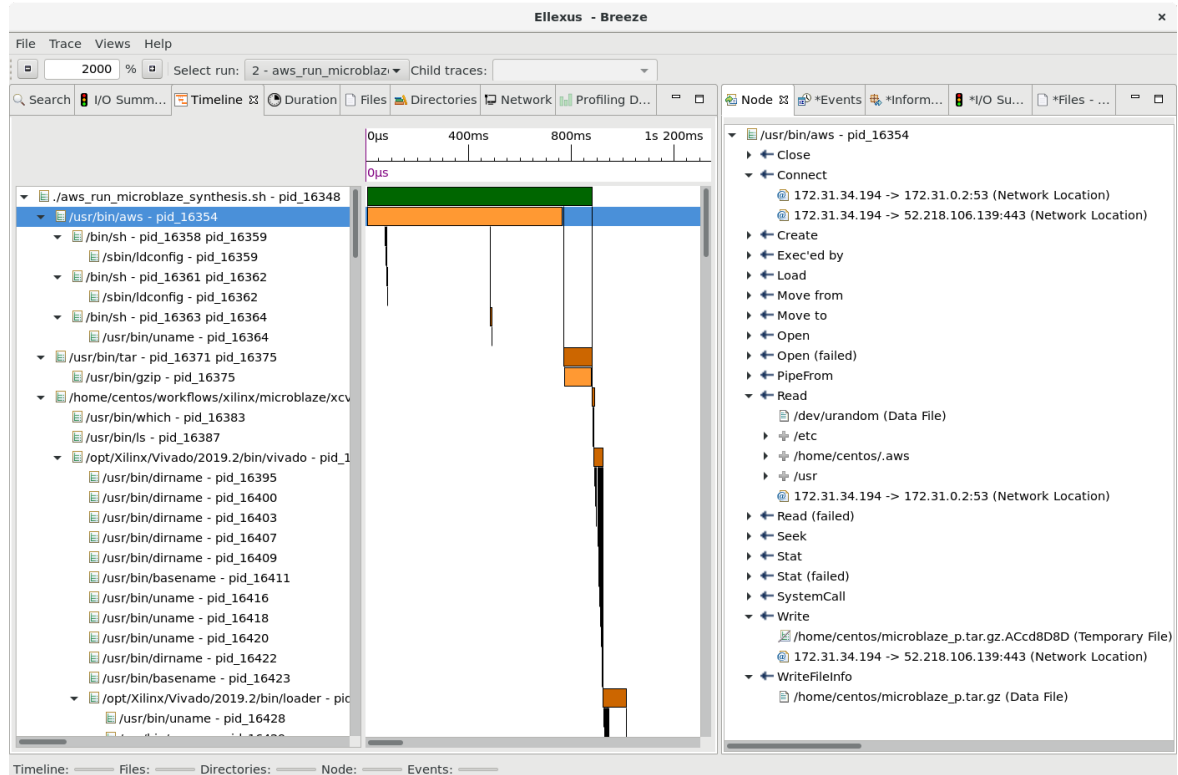 Ellexus - Breeze
×
File Trace Views Help
2000 % Select run: 2 - aws_run_microblaz Child traces:
Search I/O Summ... Timeline Duration Files Directories Network Profiling D...
0µs 400ms 800ms 1s 200ms
0µs
./aws_run_microblaze_synthesis.sh - pid_16348
/usr/bin/aws - pid_16354
/bin/sh - pid_16358 pid_16359
/sbin/ldconfig - pid_16359
/bin/sh - pid_16361 pid_16362
/sbin/ldconfig - pid_16362
/bin/sh - pid_16363 pid_16364
/usr/bin/uname - pid_16364
/usr/bin/tar - pid_16371 pid_16375
/usr/bin/gzip - pid_16375
/home/centos/workflows/xilinx/microblaze/xcv
/usr/bin/which - pid_16383
/usr/bin/ls - pid_16387
/opt/Xilinx/Vivado/2019.2/bin/vivado - pid_1
/usr/bin/dirname - pid_16395
/usr/bin/dirname - pid_16400
/usr/bin/dirname - pid_16403
/usr/bin/dirname - pid_16407
/usr/bin/dirname - pid_16409
/usr/bin/basename - pid_16411
/usr/bin/uname - pid_16416
/usr/bin/uname - pid_16418
/usr/bin/uname - pid_16420
/usr/bin/dirname - pid_16422
/usr/bin/basename - pid_16423
/opt/Xilinx/Vivado/2019.2/bin/loader - pid
/usr/bin/uname - pid_16428
Node *Events *Inform... *I/O Su... *Files - ...
/usr/bin/aws - pid_16354
Close
Connect
172.31.34.194 -> 172.31.0.2:53 (Network Location)
172.31.34.194 -> 52.218.106.139:443 (Network Location)
Create
Exec'ed by
Load
Move from
Move to
Open
Open (failed)
PipeFrom
Read
/dev/urandom (Data File)
/etc
/home/centos/.aws
/usr
172.31.34.194 -> 172.31.0.2:53 (Network Location)
Read (failed)
Seek
Stat
Stat (failed)
SystemCall
Write
/home/centos/microblaze_p.tar.gz.ACcd8D8D (Temporary File)
172.31.34.194 -> 52.218.106.139:443 (Network Location)
WriteFileInfo
/home/centos/microblaze_p.tar.gz (Data File)
Timeline: Files: Directories: Node: Events: